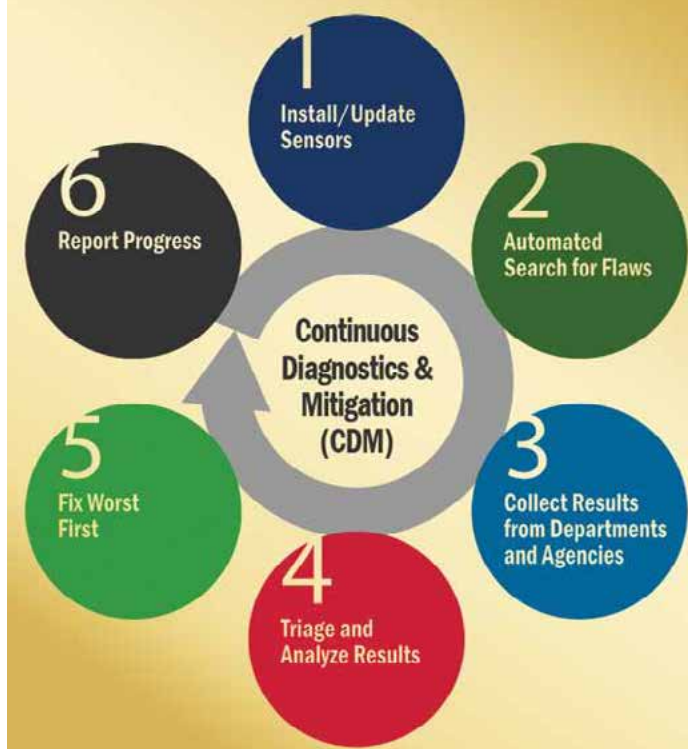 1
Install/Update
Sensors
2
Automated
Search for Flaws
3
Collect Results
from Departments
and Agencies
4
Triage and
Analyze Results
5
Fix Worst
First
6
Report Progress
Continuous
Diagnostics &
Mitigation
(CDM)